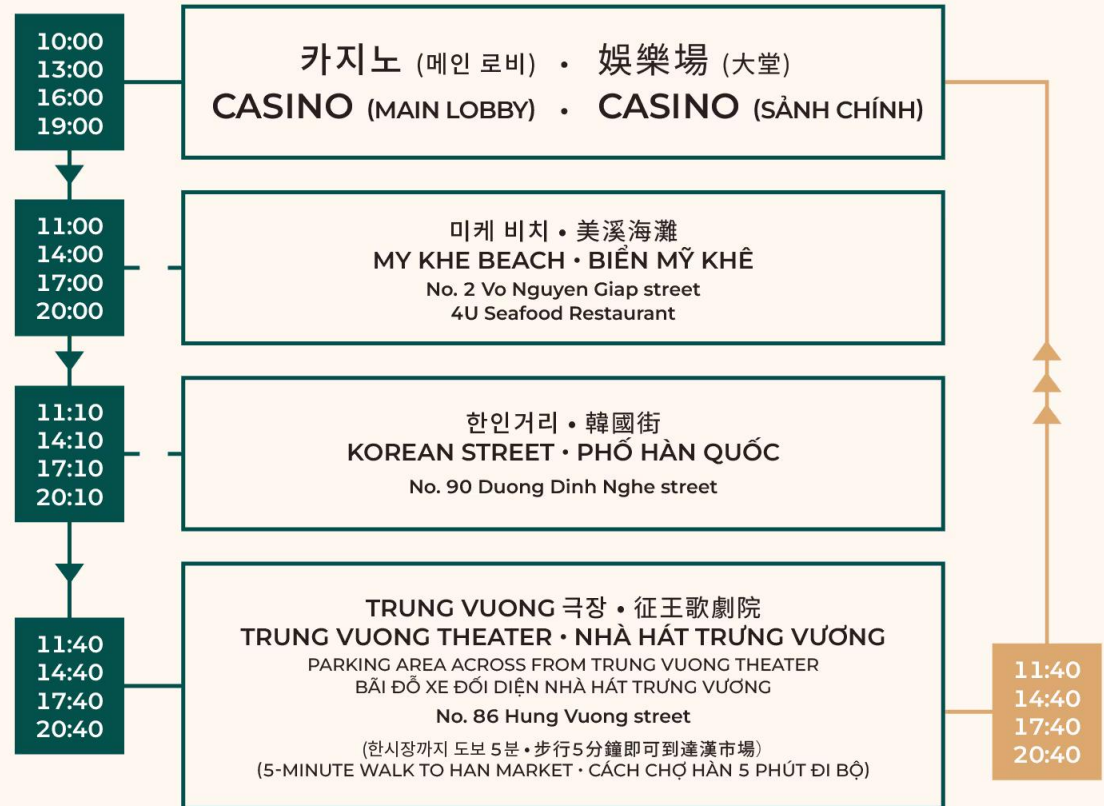 10:00
13:00
16:00
19:00
카지노 (메인 로비) • 娛樂場 (大堂)
CASINO (MAIN LOBBY) • CASINO (SẢNH CHÍNH)
11:00
14:00
17:00
20:00
미케 비치 • 美溪海灘
MY KHE BEACH • BIỂN MỸ KHÊ
No. 2 Vo Nguyen Giap street
4U Seafood Restaurant
11:10
14:10
17:10
20:10
한인거리 • 韓國街
KOREAN STREET • PHỐ HÀN QUỐC
No. 90 Duong Dinh Nghe street
11:40
14:40
17:40
20:40
TRUNG VUONG 극장 • 征王歌劇院
TRUNG VUONG THEATER • NHÀ HÁT TRƯNG VƯƠNG
PARKING AREA ACROSS FROM TRUNG VUONG THEATER
BÃI ĐỖ XE ĐỐI DIỆN NHÀ HÁT TRƯNG VƯƠNG
No. 86 Hung Vuong street
(한시장까지 도보 5분 • 步行5分鐘即可到達漢市場)
(5-MINUTE WALK TO HAN MARKET • CÁCH CHỢ HÀN 5 PHÚT ĐI BỘ)
11:40
14:40
17:40
20:40